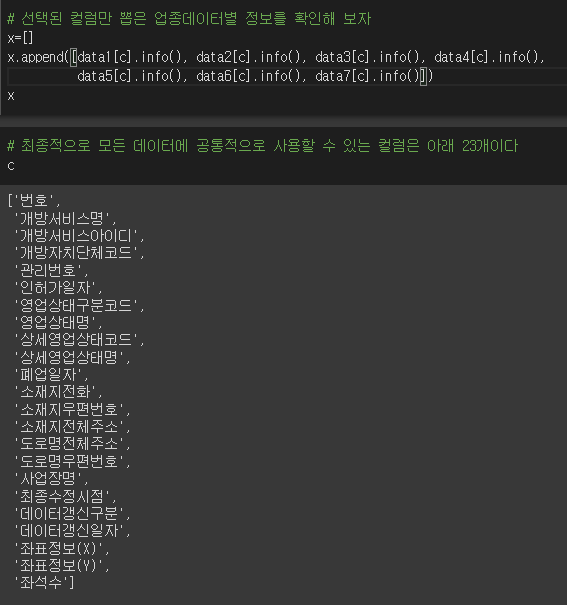 # 선택된 컬럼만 뽑은 업종데이터별 정보를 확인해 보자
x=[]
x.append([data1[c].info(), data2[c].info(), data3[c].info(), data4[c].info(),
data5[c].info(), data6[c].info(), data7[c].info()])
x
# 최종적으로 모든 데이터에 공통적으로 사용할 수 있는 컬럼은 아래 23개이다
c
['번호',
'개방서비스명',
'개방서비스아이디',
'개방자치단체코드',
'관리번호',
'인허가일자',
'영업상태구분코드',
'영업상태명',
'상세영업상태코드',
'상세영업상태명',
'폐업일자',
'소재지전화',
'소재지우편번호',
'소재지전체주소',
'도로명전체주소',
'도로명우편번호',
'사업장명',
'최종수정시점',
'데이터갱신구분',
'데이터갱신일자',
'좌표정보(X)',
'좌표정보(Y)',
'좌석수']